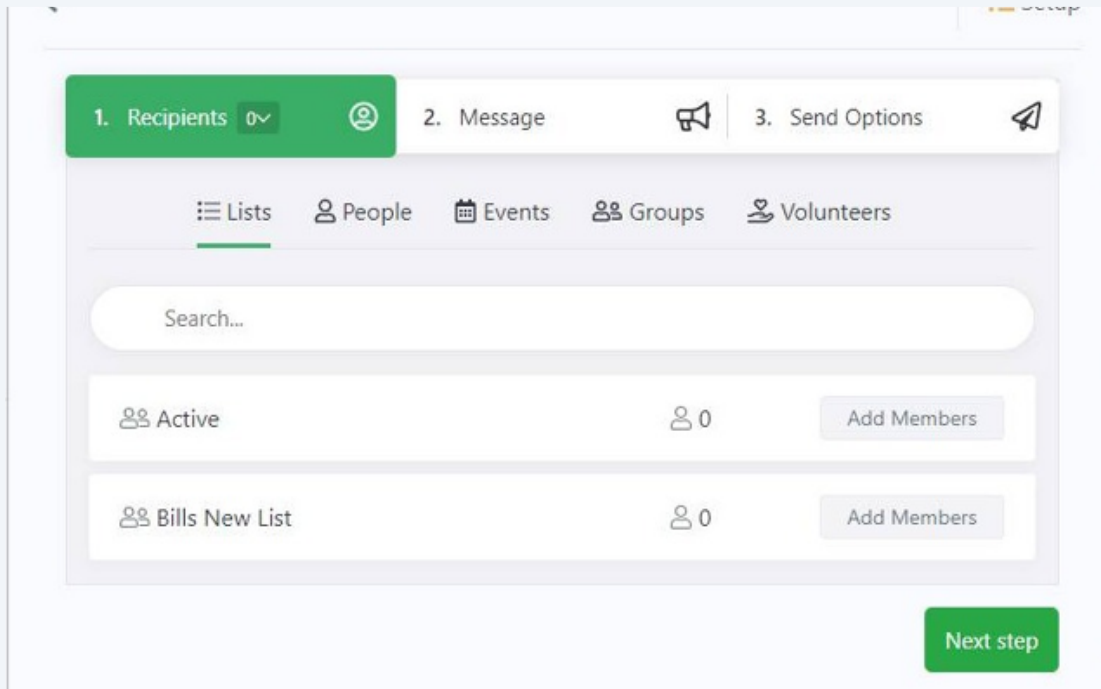 Setup
1. Recipients 0 2. Message 3. Send Options
Lists People Events Groups Volunteers
Search...
Active 0 Add Members
Bills New List 0 Add Members
Next step